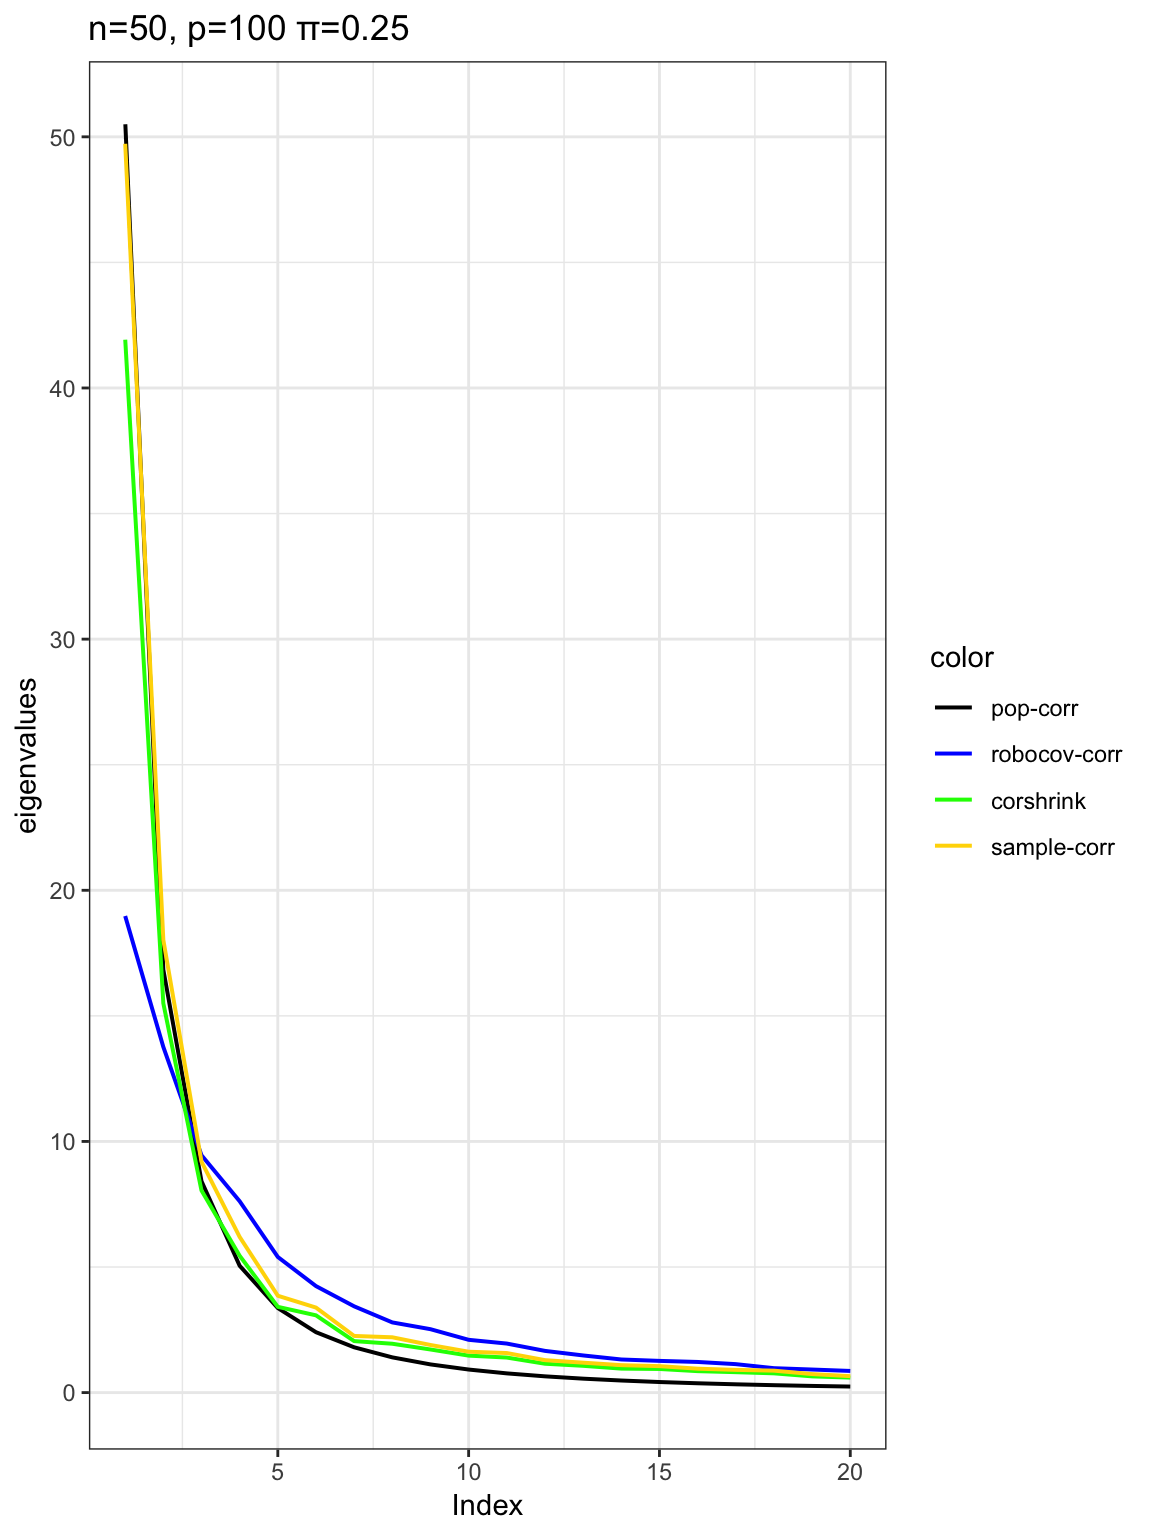 n=50, p=100 π=0.25
50
40
30
20
10
0
eigenvalues
5
10
15
20
Index
color
pop-corr
robocov-corr
corshrink
sample-corr